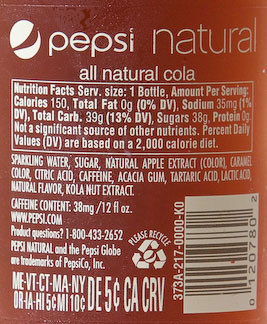 pepsi natural
all natural cola
Nutrition Facts Serv. size: 1 Bottle, Amount Per Serving:
Calories 150, Total Fat 0g (0% DV), Sodium 35mg (1%
DV), Total Carb. 39g (13% DV), Sugars 38g, Protein 0g.
Not a significant source of other nutrients. Percent Daily
Values (DV) are based on a 2,000 calorie diet.
SPARKLING WATER, SUGAR, NATURAL APPLE EXTRACT (COLOR), CARAMEL
COLOR, CITRIC ACID, CAFFEINE, ACACIA GUM, TARTARIC ACID, LACTIC ACID,
NATURAL FLAVOR, KOLA NUT EXTRACT.
CAFFEINE CONTENT: 38mg/12 fl. oz.
WWW.PEPSI.COM
Product questions? 1-800-433-2652
PEPSI NATURAL and the Pepsi Globe
are trademarks of PepsiCo, Inc.
ME-VT-CT-MA-NY
OR-IA-HI 5¢ MI 10¢ DE 5¢ CA CRV
PLEASE RECYCLE
373A-217-0000-K0
0 120780 2